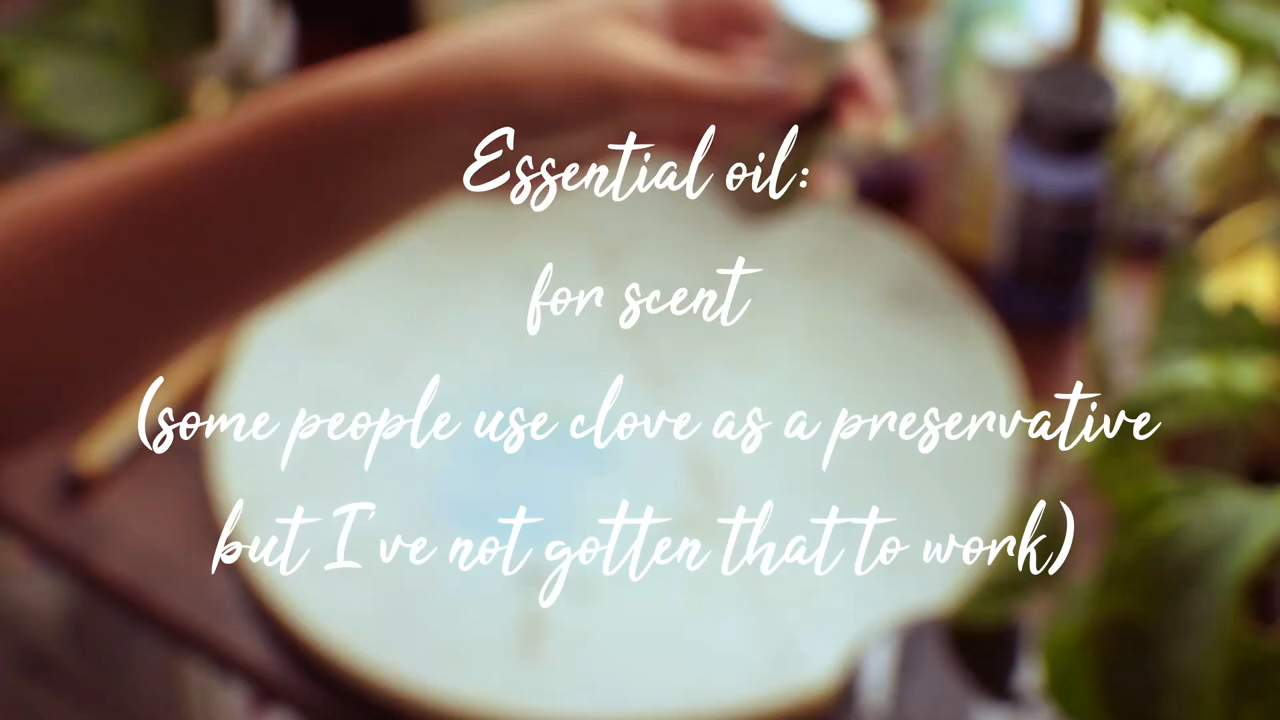 Essential oil:
for scent
(some people use clove as a preservative
but I've not gotten that to work)